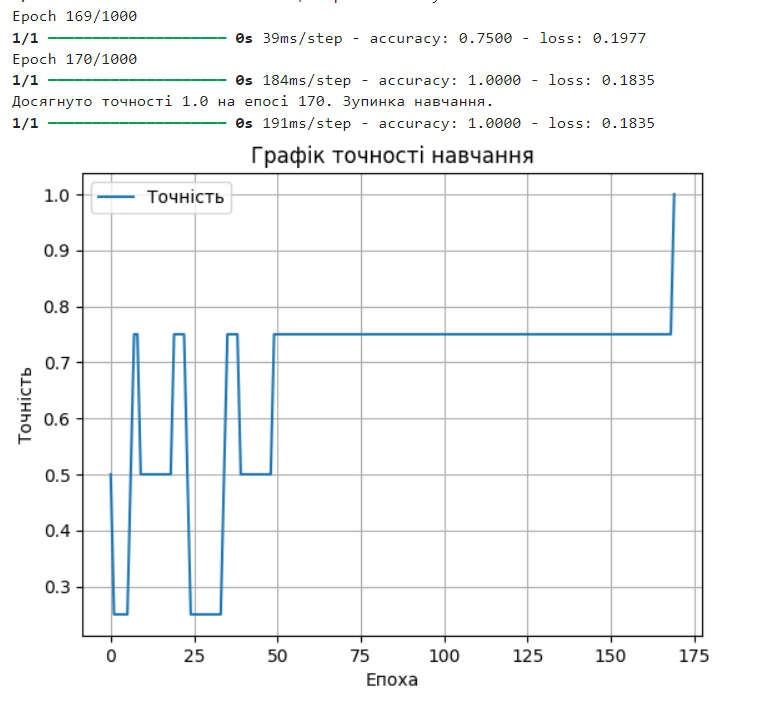 Epoch 169/1000
1/1 ━━━━━━━━━━━━━━━━━━━━ 0s 39ms/step - accuracy: 0.7500 - loss: 0.1977
Epoch 170/1000
1/1 ━━━━━━━━━━━━━━━━━━━━ 0s 184ms/step - accuracy: 1.0000 - loss: 0.1835
Досягнуто точності 1.0 на епосі 170. Зупинка навчання.
1/1 ━━━━━━━━━━━━━━━━━━━━ 0s 191ms/step - accuracy: 1.0000 - loss: 0.1835
Графік точності навчання
Точність
1.0
0.9
0.8
0.7
0.6
0.5
0.4
0.3
Точність
0 25 50 75 100 125 150 175
Епоха